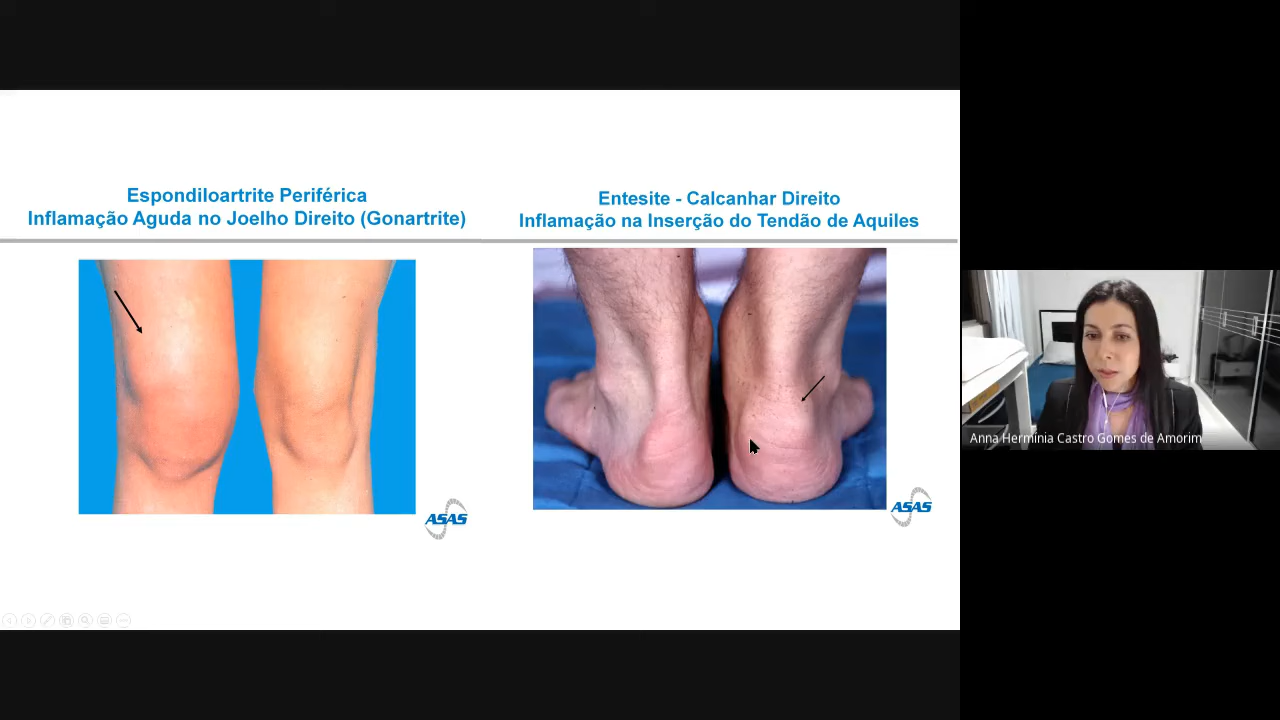 Espondiloartrite Periférica
Inflamação Aguda no Joelho Direito (Gonartrite)
Entesite - Calcanhar Direito
Inflamação na Inserção do Tendão de Aquiles
ASAS
ASAS
Anna Hermínia Castro Gomes de Amorim